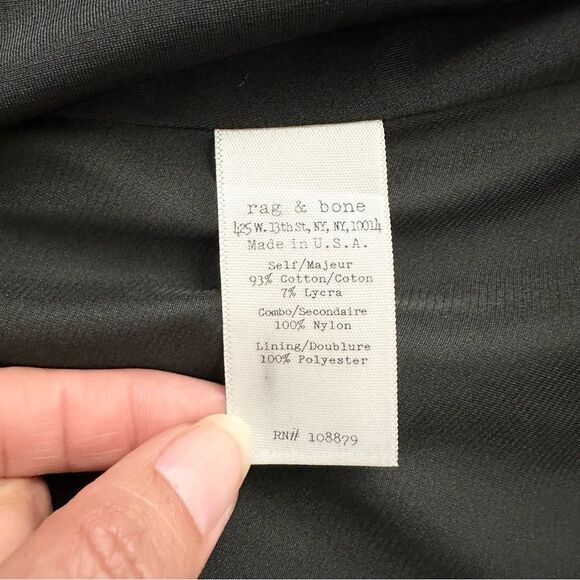 rag & bone
425 W. 13th St, NY, NY, 10014
Made in U.S.A.
Self/Majeur
93% Cotton/Coton
7% Lycra
Combo/Secondaire
100% Nylon
Lining/Doublure
100% Polyester
RN# 108879